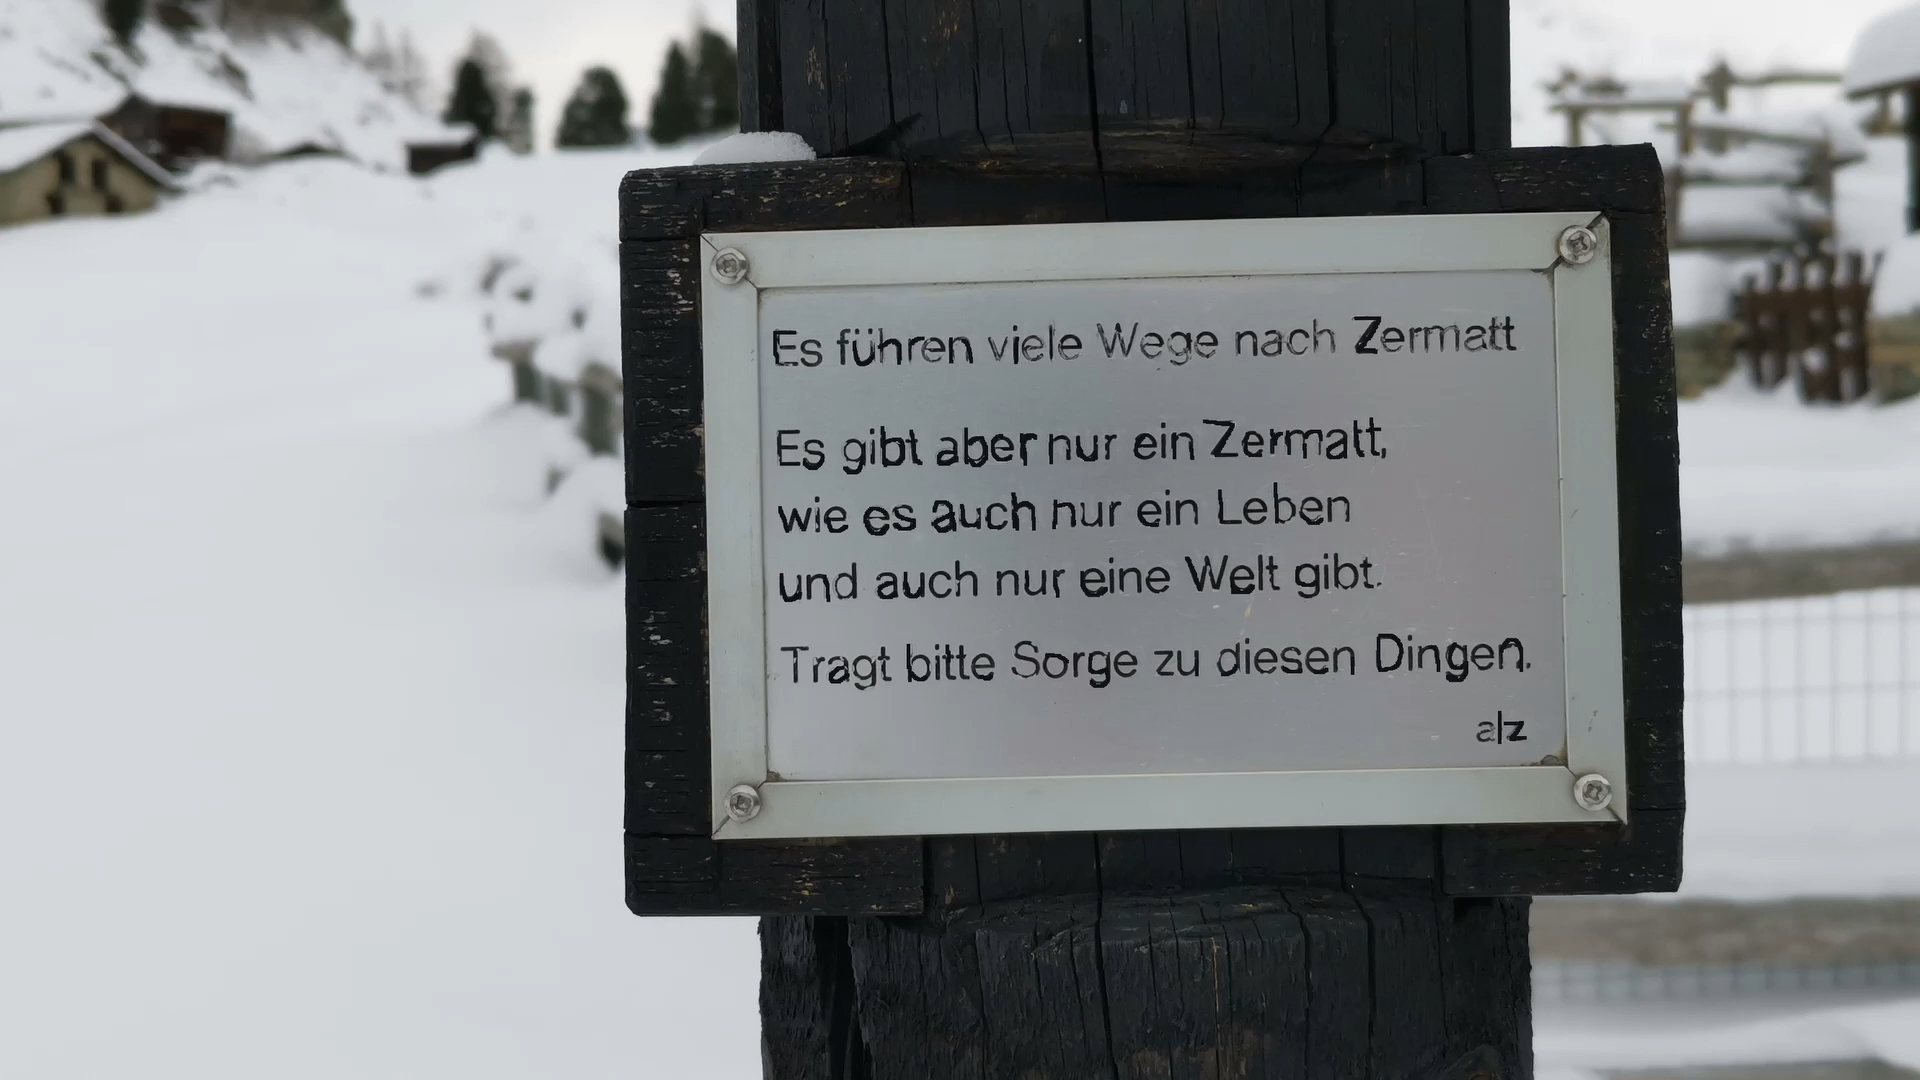 Es führen viele Wege nach Zermatt
Es gibt aber nur ein Zermatt,
wie es auch nur ein Leben
und auch nur eine Welt gibt.
Tragt bitte Sorge zu diesen Dingen.
a|z